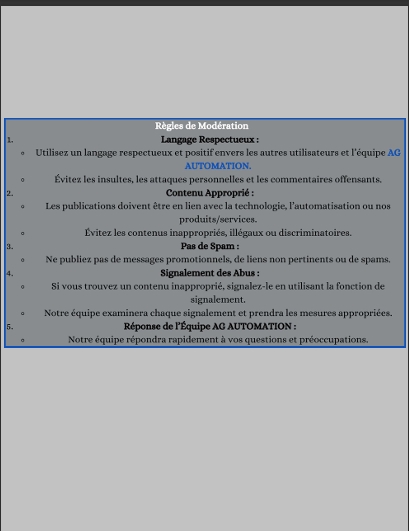 Règles de Modération
1. Langage Respectueux :
Utilisez un langage respectueux et positif envers les autres utilisateurs et l'équipe AG
AUTOMATION.
Évitez les insultes, les attaques personnelles et les commentaires offensants.
2. Contenu Approprié :
Les publications doivent être en lien avec la technologie, l'automatisation ou nos
produits/services.
Évitez les contenus inappropriés, illégaux ou discriminatoires.
3. Pas de Spam :
Ne publiez pas de messages promotionnels, de liens non pertinents ou de spams.
4. Signalement des Abus :
Si vous trouvez un contenu inapproprié, signalez-le en utilisant la fonction de
signalement.
Notre équipe examinera chaque signalement et prendra les mesures appropriées.
5. Réponse de l'Équipe AG AUTOMATION :
Notre équipe répondra rapidement à vos questions et préoccupations.